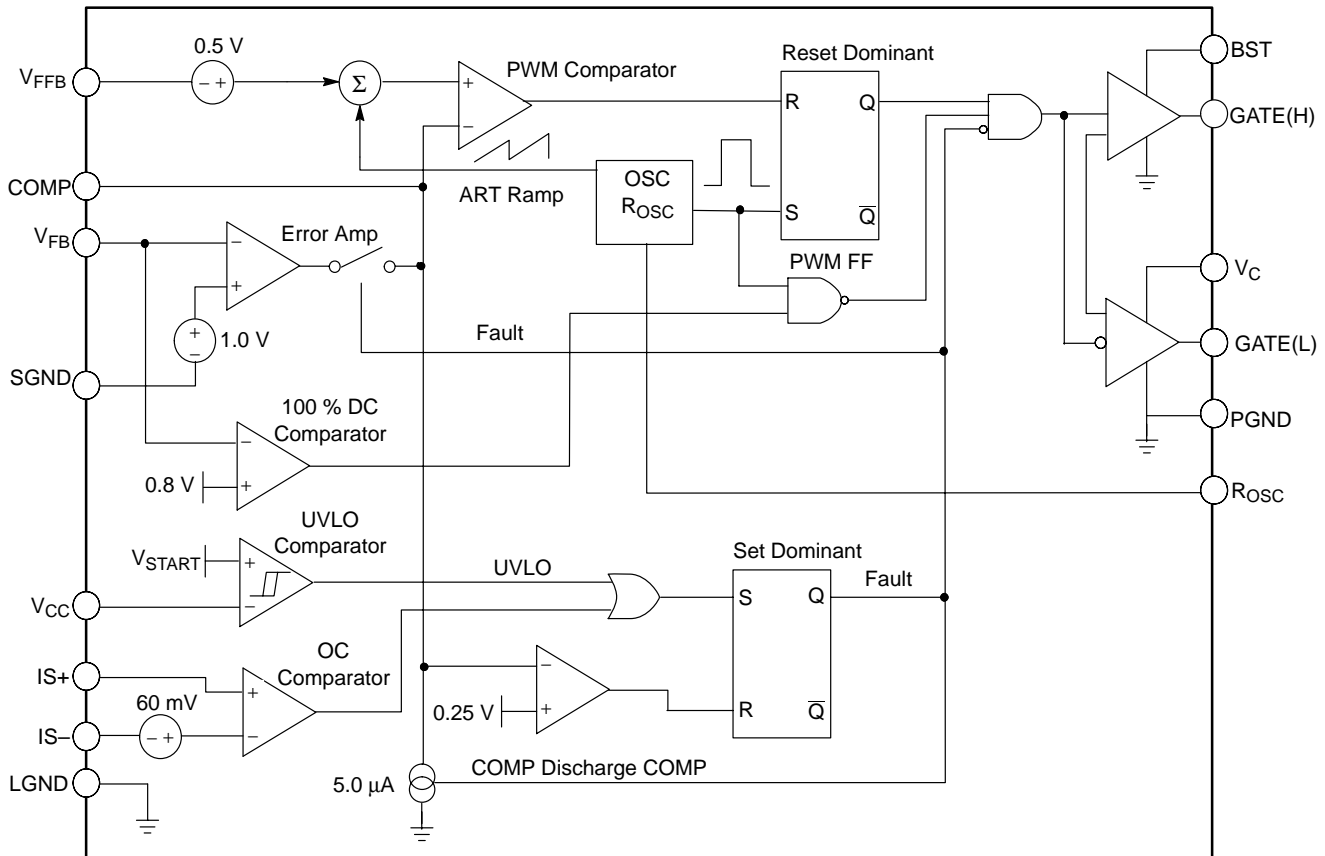 0.5 V
VFFB
− +
Σ
PWM Comparator
+
−
Reset Dominant
R
Q
S
Q
PWM FF
BST
GATE(H)
COMP
ART Ramp
OSC
ROSC
VFB
Error Amp
−
+
+
−
1.0 V
Fault
SGND
VC
GATE(L)
PGND
100 % DC
Comparator
−
+
0.8 V
ROSC
UVLO
Comparator
VSTART
+
−
UVLO
VCC
Set Dominant
S
Q
Fault
R
Q
OC
Comparator
IS+
60 mV
− +
+
−
IS−
−
+
0.25 V
LGND
5.0 μA
COMP Discharge COMP